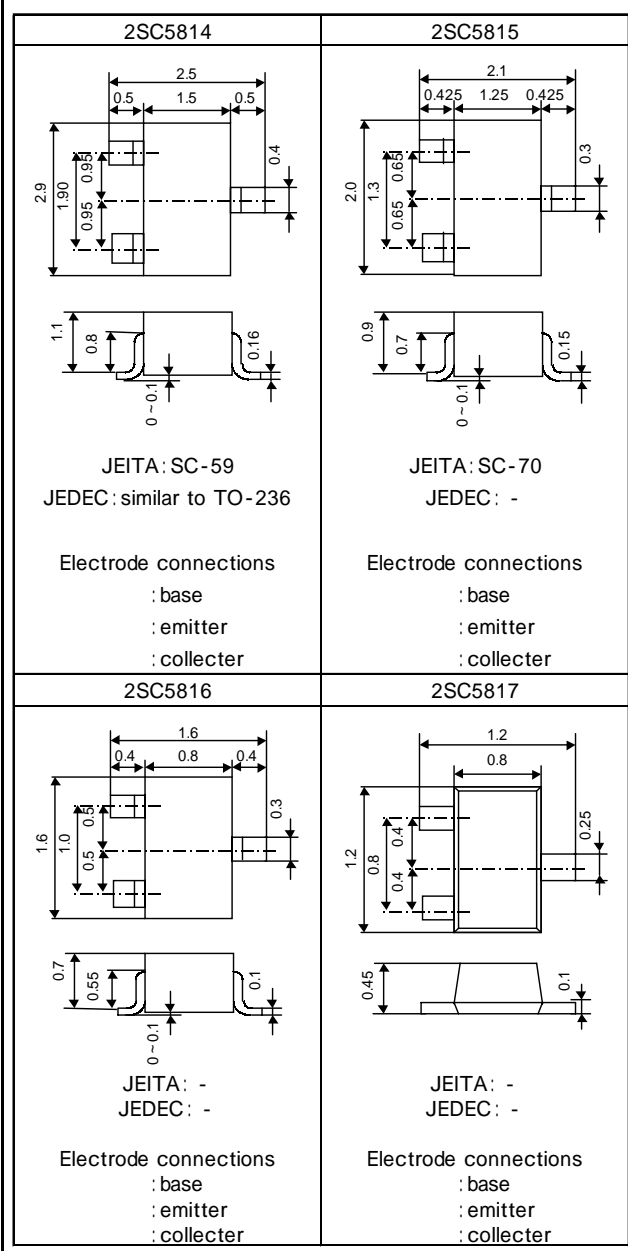 2SC5814
2.5
0.5 1.5 0.5
2.9
1.90
0.95
0.95
0.4
1.1
0.8
0.16
0~0.1
JEITA:SC-59
JEDEC:similar to TO-236
Electrode connections
:base
:emitter
:collecter
2SC5815
2.1
0.425 1.25 0.425
2.0
1.3
0.65
0.65
0.3
0.9
0.7
0.15
0~0.1
JEITA:SC-70
JEDEC: -
Electrode connections
:base
:emitter
:collecter
2SC5816
1.6
0.4 0.8 0.4
1.6
1.0
0.5
0.5
0.3
0.7
0.55
0.1
0~0.1
JEITA: -
JEDEC: -
Electrode connections
:base
:emitter
:collecter
2SC5817
1.2
0.8
1.2
0.8
0.4
0.4
0.25
0.45
0.1
JEITA: -
JEDEC: -
Electrode connections
:base
:emitter
:collecter